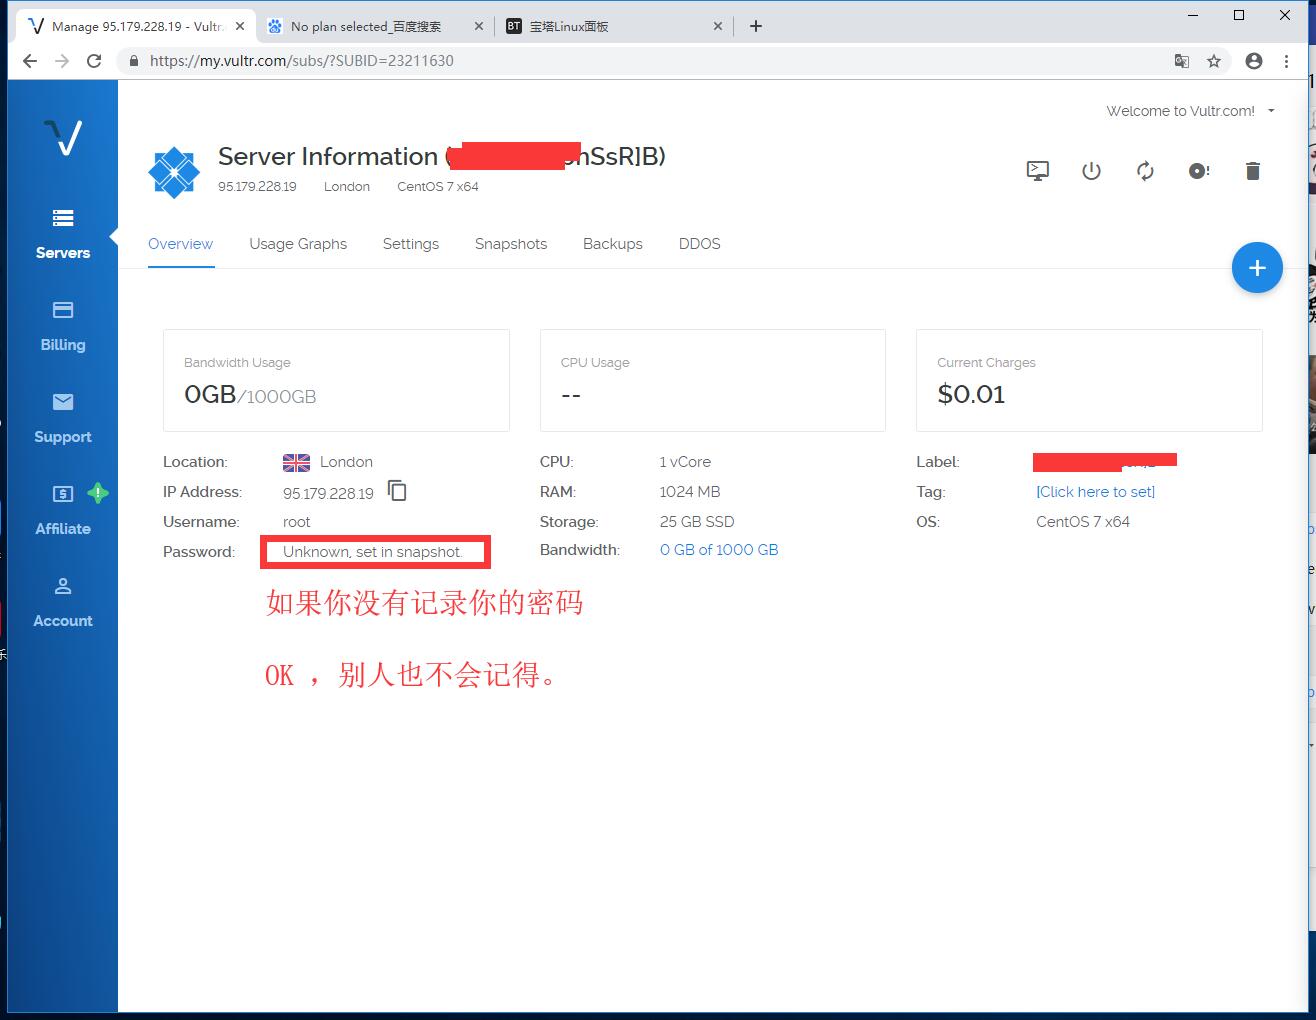 Manage 95.179.228.19 - Vultr.
No plan selected_百度搜索
BT 宝塔Linux面板
https://my.vultr.com/subs/?SUBID=23211630
Welcome to Vultr.com!
Server Information (
nSsR]B)
95.179.228.19 London CentOS 7 x64
Servers
Billing
Support
Affiliate
Account
Overview Usage Graphs Settings Snapshots Backups DDOS
Bandwidth Usage
0GB/1000GB
CPU Usage
--
Current Charges
$0.01
Location: London
IP Address: 95.179.228.19
Username: root
Password: Unknown, set in snapshot.
CPU: 1 vCore
RAM: 1024 MB
Storage: 25 GB SSD
Bandwidth: 0 GB of 1000 GB
Label:
Tag: [Click here to set]
OS: CentOS 7 x64
如果你没有记录你的密码
OK ，别人也不会记得。